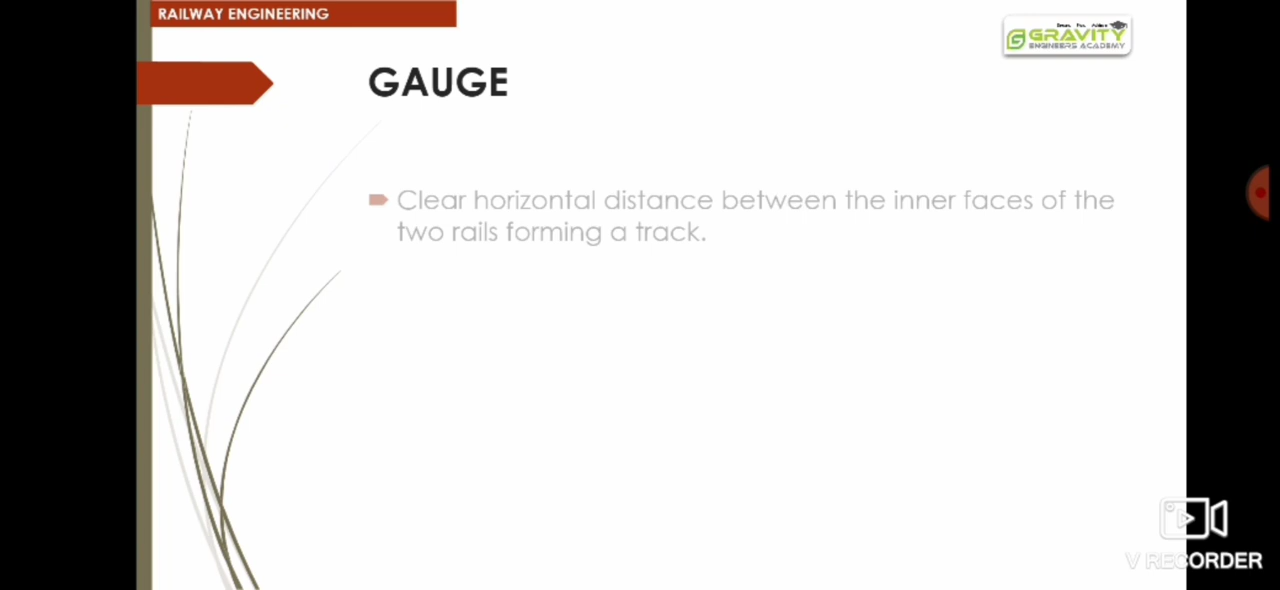 RAILWAY ENGINEERING
GRAVITY
ENGINEERS ACADEMY
GAUGE
Clear horizontal distance between the inner faces of the
two rails forming a track.
V RECORDER